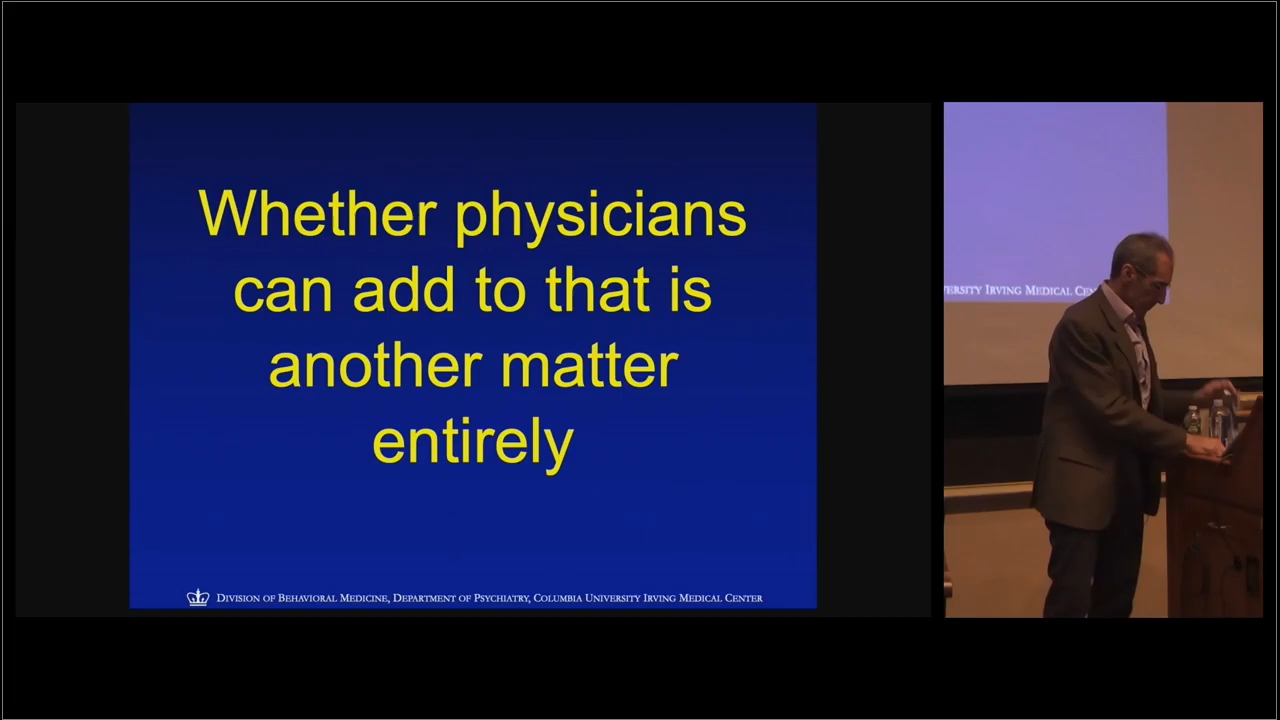 Whether physicians
can add to that is
another matter
entirely
DIVISION OF BEHAVIORAL MEDICINE, DEPARTMENT OF PSYCHIATRY, COLUMBIA UNIVERSITY IRVING MEDICAL CENTER
ERSITY IRVING MEDICAL CE